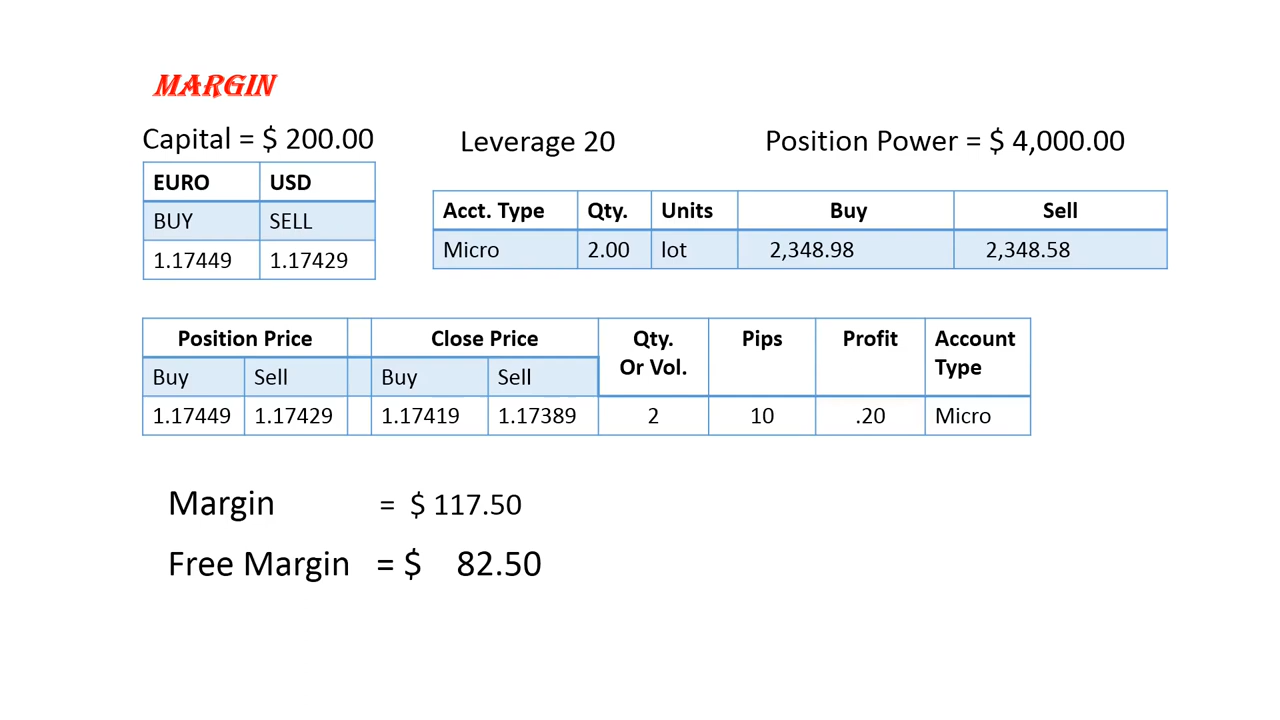 MARGIN
Capital = $ 200.00
Leverage 20
Position Power = $ 4,000.00
EURO USD
BUY SELL
1.17449 1.17429
Acct. Type Qty. Units Buy Sell
Micro 2.00 lot 2,348.98 2,348.58
Position Price Close Price Qty. Or Vol. Pips Profit Account Type
Buy Sell Buy Sell
1.17449 1.17429 1.17419 1.17389 2 10 .20 Micro
Margin = $ 117.50
Free Margin = $ 82.50